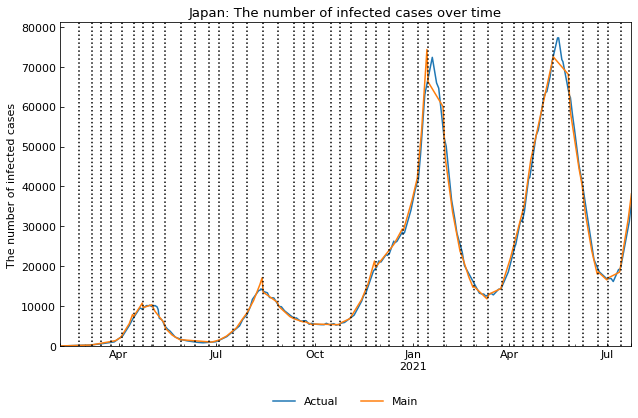 Japan: The number of infected cases over time
80000
70000
60000
50000
40000
30000
20000
10000
0
The number of infected cases
Apr Jul Oct Jan Apr Jul
2021
Actual Main